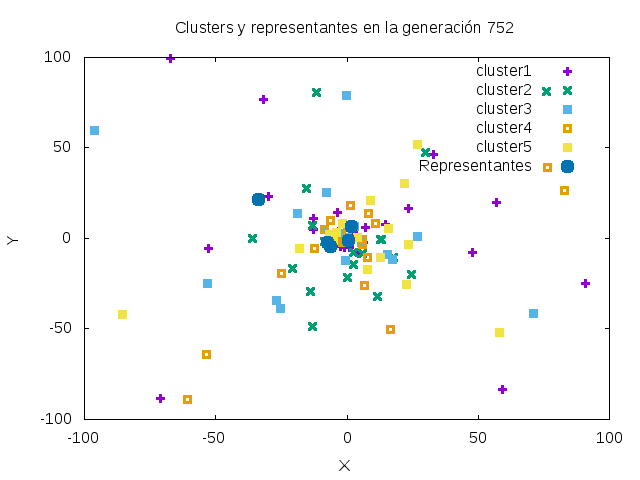 Clusters y representantes en la generación 752
100
50
0
-50
-100
-100 -50 0 50 100
X
Y
cluster1
cluster2
cluster3
cluster4
cluster5
Representantes